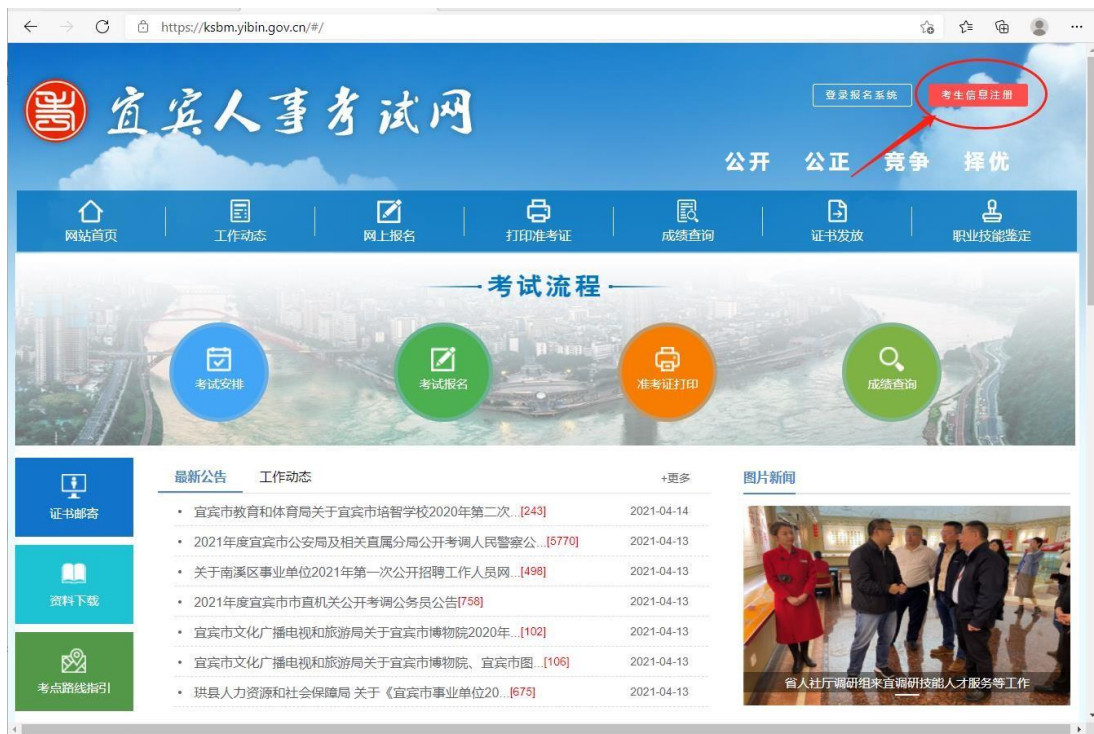 https://ksbm.yibin.gov.cn/#/
宜宾人事考试网
登录报名系统
考生信息注册
公开 公正 竞争 择优
网站首页
工作动态
网上报名
打印准考证
成绩查询
证书发放
职业技能鉴定
考试流程
考试安排
考试报名
准考证打印
成绩查询
证书邮寄
资料下载
考点路线指引
最新公告 工作动态 +更多
• 宜宾市教育和体育局关于宜宾市培智学校2020年第二次...[243] 2021-04-14
• 2021年度宜宾市公安局及相关直属分局公开考调人民警察公...[5770] 2021-04-13
• 关于南溪区事业单位2021年第一次公开招聘工作人员网...[498] 2021-04-13
• 2021年度宜宾市市直机关公开考调公务员公告[758] 2021-04-13
• 宜宾市文化广播电视和旅游局关于宜宾市博物院2020年...[102] 2021-04-13
• 宜宾市文化广播电视和旅游局关于宜宾市博物院、宜宾市图...[106] 2021-04-13
• 珙县人力资源和社会保障局 关于《宜宾市事业单位20...[675] 2021-04-13
图片新闻
省人社厅调研组来宜调研技能人才服务等工作